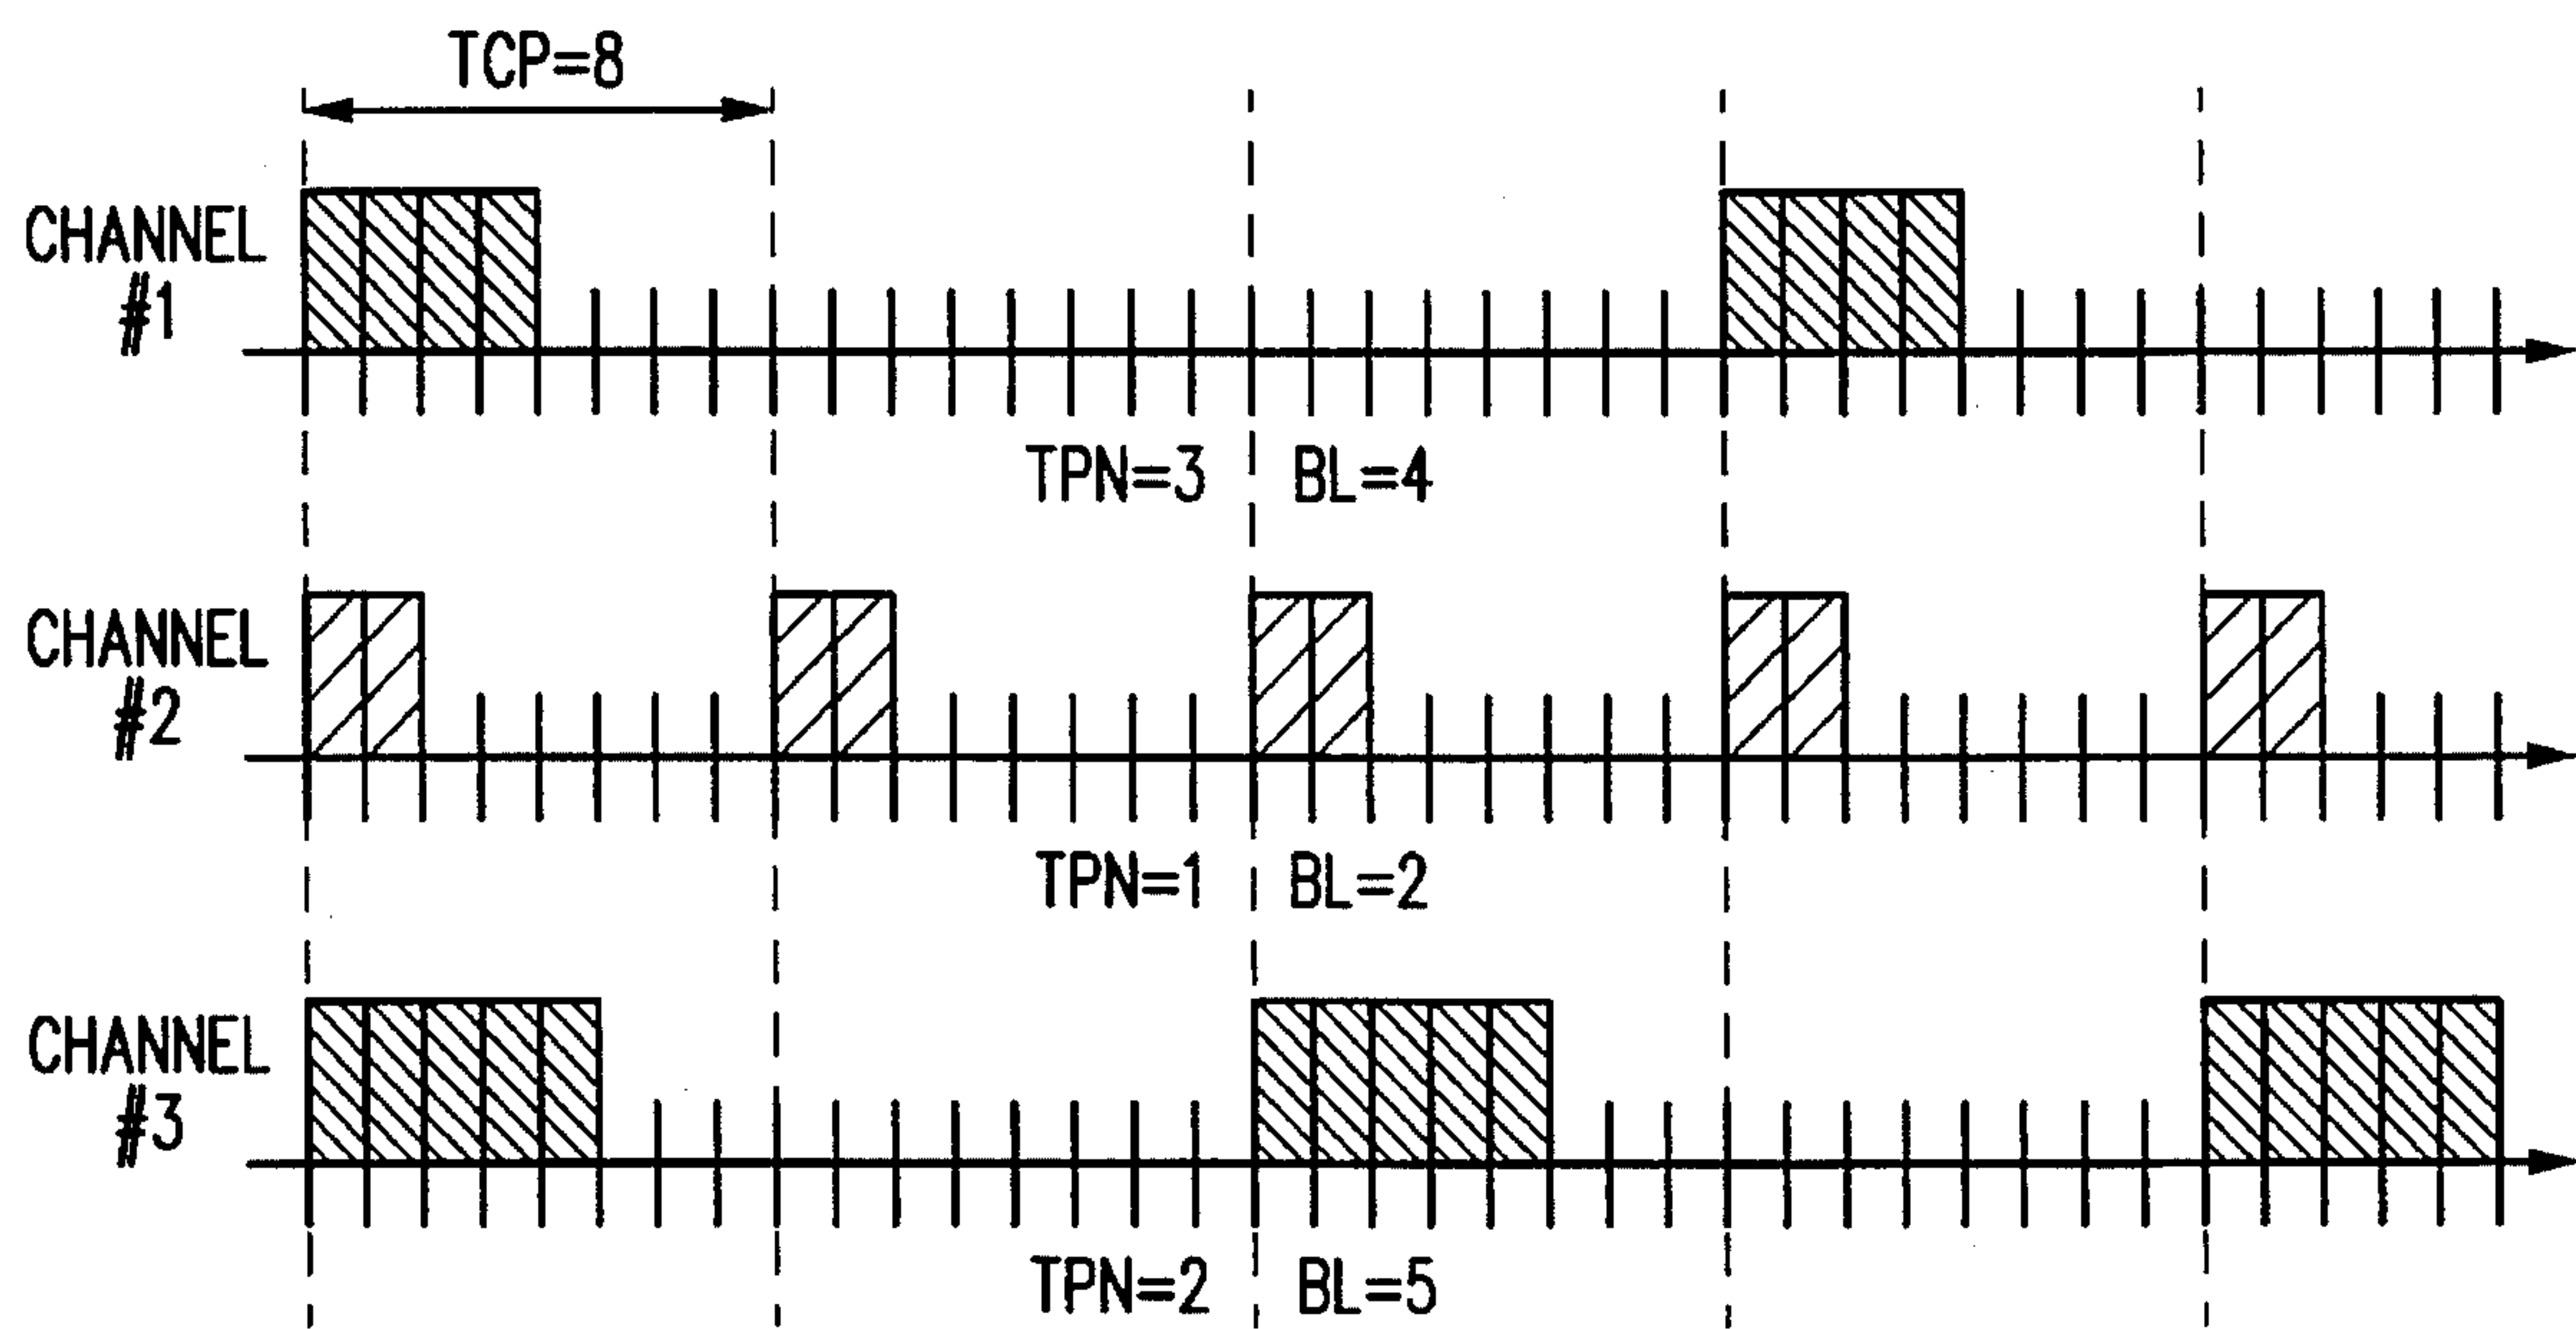 TCP=8
CHANNEL
#1
TPN=3 BL=4
CHANNEL
#2
TPN=1 BL=2
CHANNEL
#3
TPN=2 BL=5